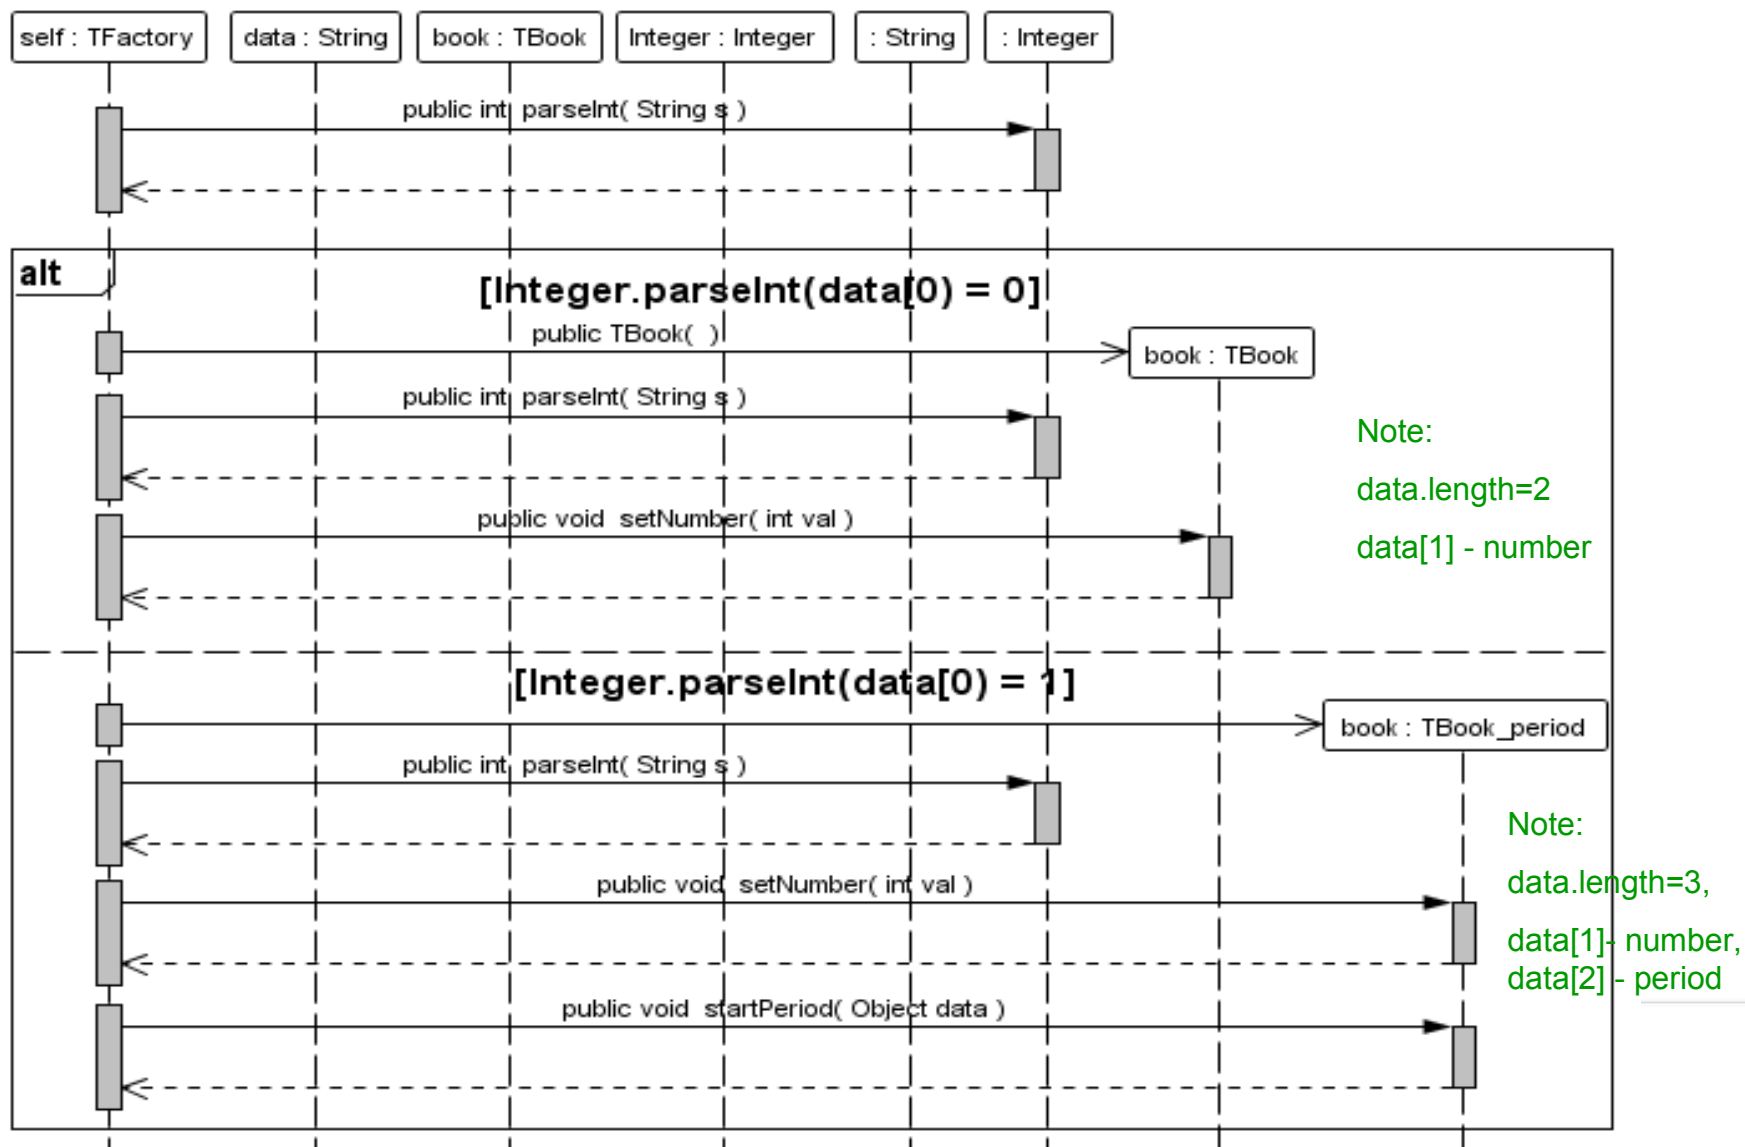 self : TFactory
data : String
book : TBook
Integer : Integer
: String
: Integer
public int parseInt( String s )
alt
[Integer.parseInt(data[0) = 0]
public TBook( )
book : TBook
public int parseInt( String s )
Note:
data.length=2
public void setNumber( int val )
data[1] - number
[Integer.parseInt(data[0) = 1]
book : TBook_period
public int parseInt( String s )
Note:
data.length=3,
public void setNumber( int val )
data[1]- number,
data[2] - period
public void startPeriod( Object data )